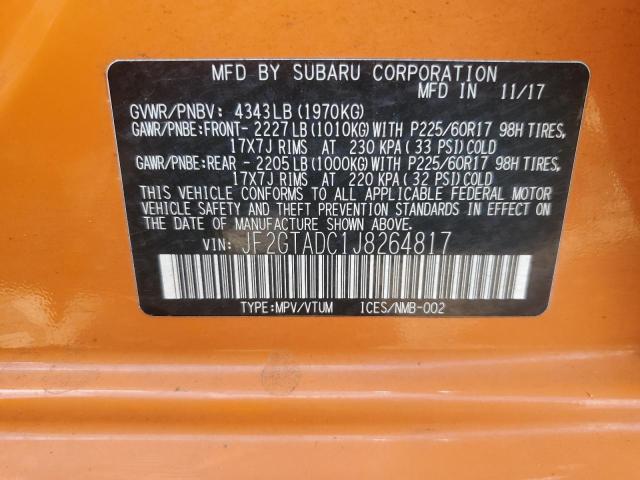 MFD BY SUBARU CORPORATION
MFD IN 11/17
GVWR/PNBV: 4343LB (1970KG)
GAWR/PNBE:FRONT- 2227LB (1010KG) WITH P225/60R17 98H TIRES,
17X7J RIMS AT 230 KPA (33 PSI) COLD
GAWR/PNBE:REAR - 2205LB (1000KG) WITH P225/60R17 98H TIRES,
17X7J RIMS AT 220 KPA (32 PSI) COLD
THIS VEHICLE CONFORMS TO ALL APPLICABLE FEDERAL MOTOR
VEHICLE SAFETY AND THEFT PREVENTION STANDARDS IN EFFECT ON
THE DATE OF MANUFACTURE SHOWN ABOVE.
VIN: JF2GTADC1J8264817
TYPE:MPV/VTUM ICES/NMB-002